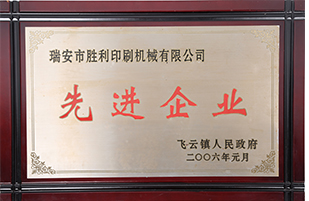 瑞安市胜利印刷机械有限公司
先进企业
飞云镇人民政府
二〇〇六年元月